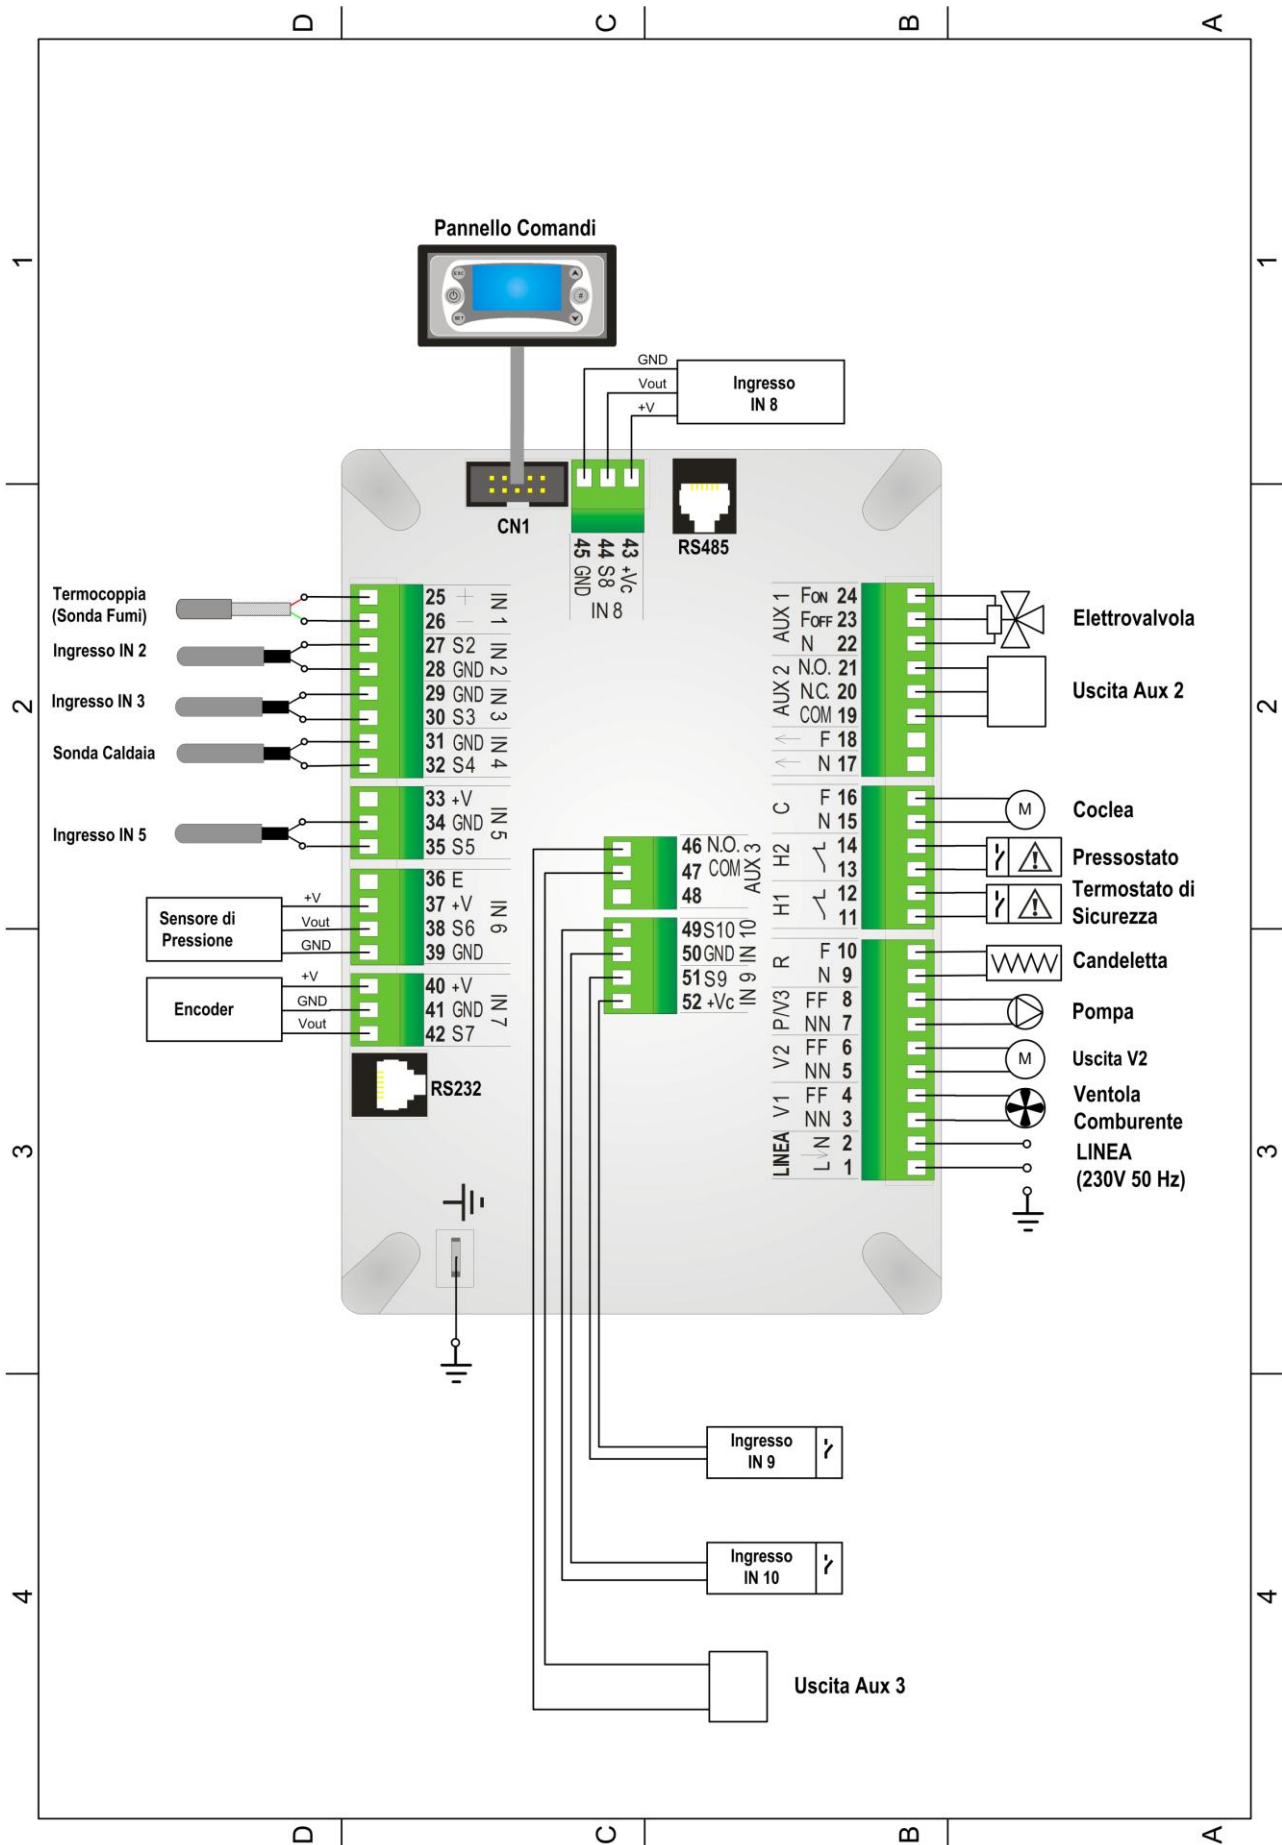 D
C
B
A
1
1
Pannello Comandi
ESC
#
SET
GND
Vout
+V
Ingresso
IN 8
CN1
45 GND
44 S8
43 +Vc
IN 8
RS485
2
2
Termocoppia
(Sonda Fumi)
Ingresso IN 2
Ingresso IN 3
Sonda Caldaia
Ingresso IN 5
25 +
26 −
IN 1
27 S2
28 GND
IN 2
29 GND
30 S3
IN 3
31 GND
32 S4
IN 4
33 +V
34 GND
35 S5
IN 5
36 E
37 +V
38 S6
39 GND
IN 6
40 +V
41 GND
42 S7
IN 7
Sensore di
Pressione
+V
Vout
GND
Encoder
+V
GND
Vout
RS232
46 N.O.
47 COM
48
AUX 3
49 S10
50 GND
IN 10
51 S9
52 +Vc
IN 9
AUX 1
FON 24
FOFF 23
N 22
AUX 2
N.O. 21
N.C. 20
COM 19
← F 18
← N 17
C
F 16
N 15
H2
14
13
H1
12
11
R
F 10
N 9
P/V3
FF 8
NN 7
V2
FF 6
NN 5
V1
FF 4
NN 3
LINEA
N 2
L 1
Elettrovalvola
Uscita Aux 2
M
Coclea
Pressostato
Termostato di
Sicurezza
Candeletta
Pompa
M
Uscita V2
Ventola
Comburente
LINEA
(230V 50 Hz)
3
3
Ingresso
IN 9
Ingresso
IN 10
4
4
Uscita Aux 3
D
C
B
A